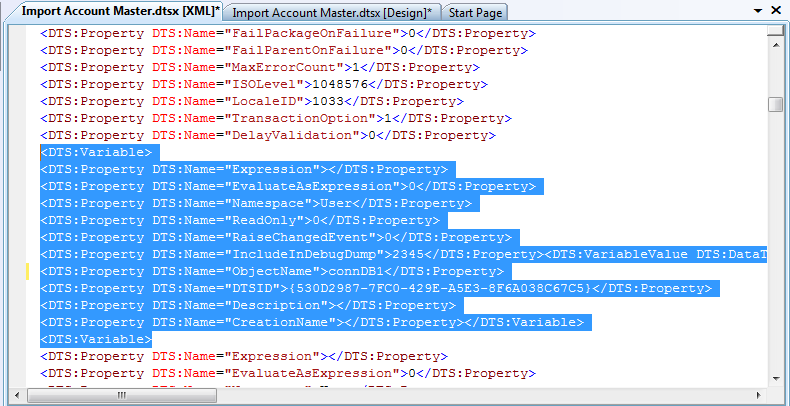 Import Account Master.dtsx [XML]* Import Account Master.dtsx [Design]* Start Page
<DTS:Property DTS:Name="FailPackageOnFailure">0</DTS:Property>
<DTS:Property DTS:Name="FailParentOnFailure">0</DTS:Property>
<DTS:Property DTS:Name="MaxErrorCount">1</DTS:Property>
<DTS:Property DTS:Name="ISOLevel">1048576</DTS:Property>
<DTS:Property DTS:Name="LocaleID">1033</DTS:Property>
<DTS:Property DTS:Name="TransactionOption">1</DTS:Property>
<DTS:Property DTS:Name="DelayValidation">0</DTS:Property>
<DTS:Variable>
<DTS:Property DTS:Name="Expression"></DTS:Property>
<DTS:Property DTS:Name="EvaluateAsExpression">0</DTS:Property>
<DTS:Property DTS:Name="Namespace">User</DTS:Property>
<DTS:Property DTS:Name="ReadOnly">0</DTS:Property>
<DTS:Property DTS:Name="RaiseChangedEvent">0</DTS:Property>
<DTS:Property DTS:Name="IncludeInDebugDump">2345</DTS:Property><DTS:VariableValue DTS:DataT
<DTS:Property DTS:Name="ObjectName">connDB1</DTS:Property>
<DTS:Property DTS:Name="DTSID">{530D2987-7FC0-429E-A5E3-8F6A038C67C5}</DTS:Property>
<DTS:Property DTS:Name="Description"></DTS:Property>
<DTS:Property DTS:Name="CreationName"></DTS:Property></DTS:Variable>
<DTS:Variable>
<DTS:Property DTS:Name="Expression"></DTS:Property>
<DTS:Property DTS:Name="EvaluateAsExpression">0</DTS:Property>